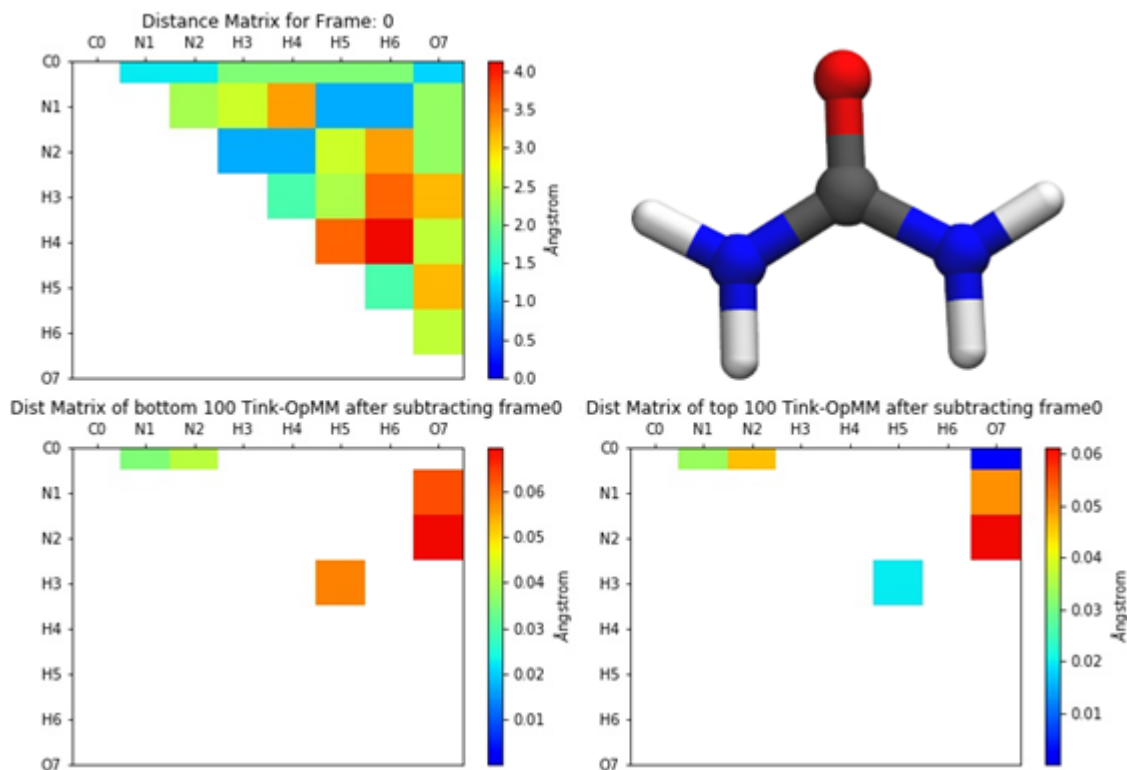 Distance Matrix for Frame: 0
C0 N1 N2 H3 H4 H5 H6 O7
C0
N1
N2
H3
H4
H5
H6
O7
4.0
3.5
3.0
2.5
2.0
1.5
1.0
0.5
0.0
Ångstrom
Dist Matrix of bottom 100 Tink-OpMM after subtracting frame0
C0 N1 N2 H3 H4 H5 H6 O7
C0
N1
N2
H3
H4
H5
H6
O7
0.06
0.05
0.04
0.03
0.02
0.01
Ångstrom
Dist Matrix of top 100 Tink-OpMM after subtracting frame0
C0 N1 N2 H3 H4 H5 H6 O7
C0
N1
N2
H3
H4
H5
H6
O7
0.06
0.05
0.04
0.03
0.02
0.01
Ångstrom